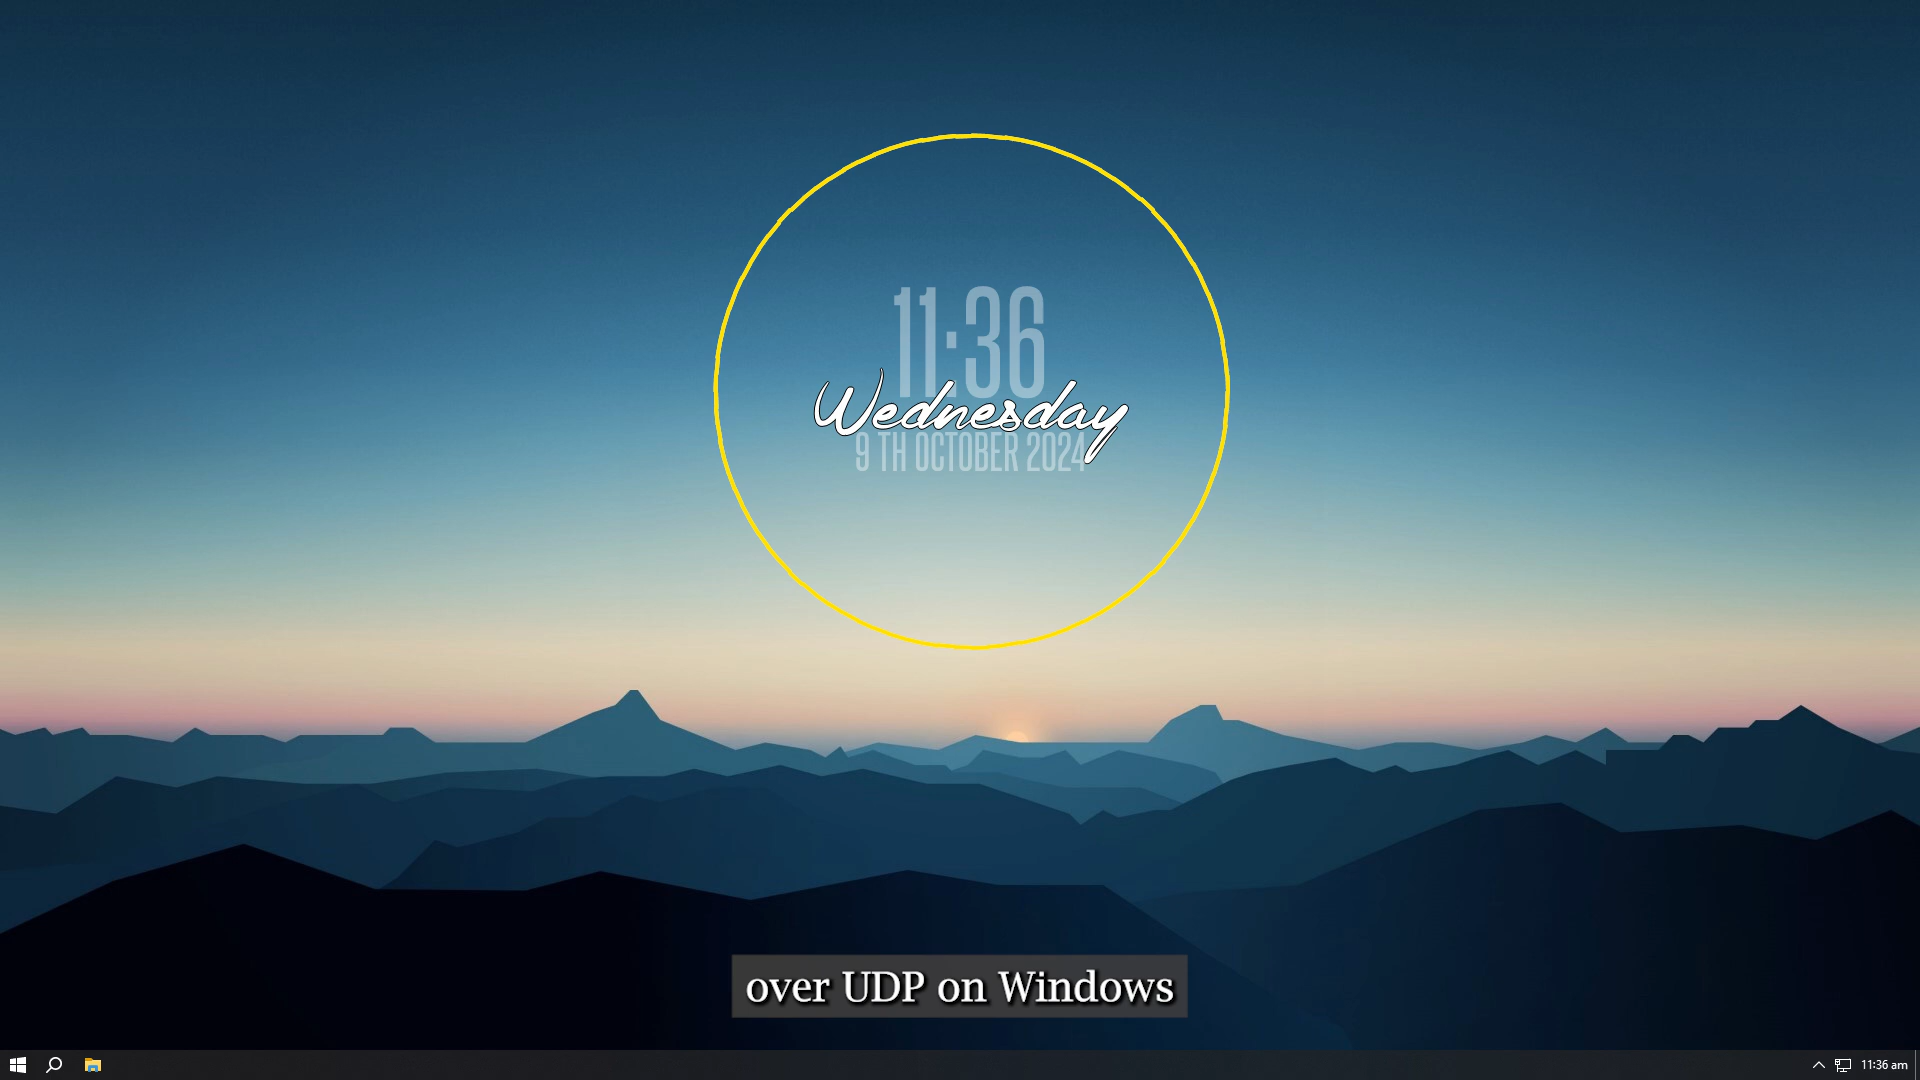 11:36
Wednesday
9 TH OCTOBER 2024
over UDP on Windows
11:36 am